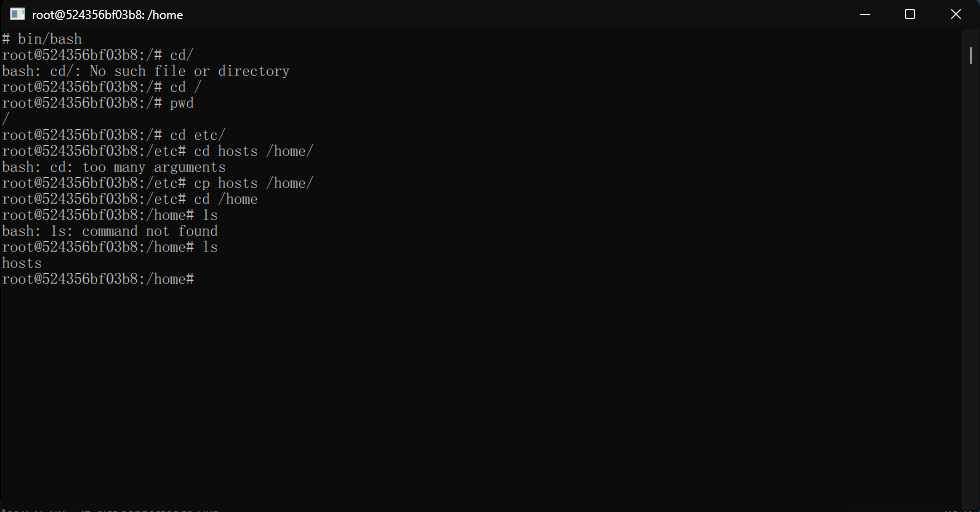 root@524356bf03b8: /home
# bin/bash
root@524356bf03b8:/# cd/
bash: cd/: No such file or directory
root@524356bf03b8:/# cd /
root@524356bf03b8:/# pwd
/
root@524356bf03b8:/# cd etc/
root@524356bf03b8:/etc# cd hosts /home/
bash: cd: too many arguments
root@524356bf03b8:/etc# cp hosts /home/
root@524356bf03b8:/etc# cd /home
root@524356bf03b8:/home# ls
bash: ls: command not found
root@524356bf03b8:/home# ls
hosts
root@524356bf03b8:/home#